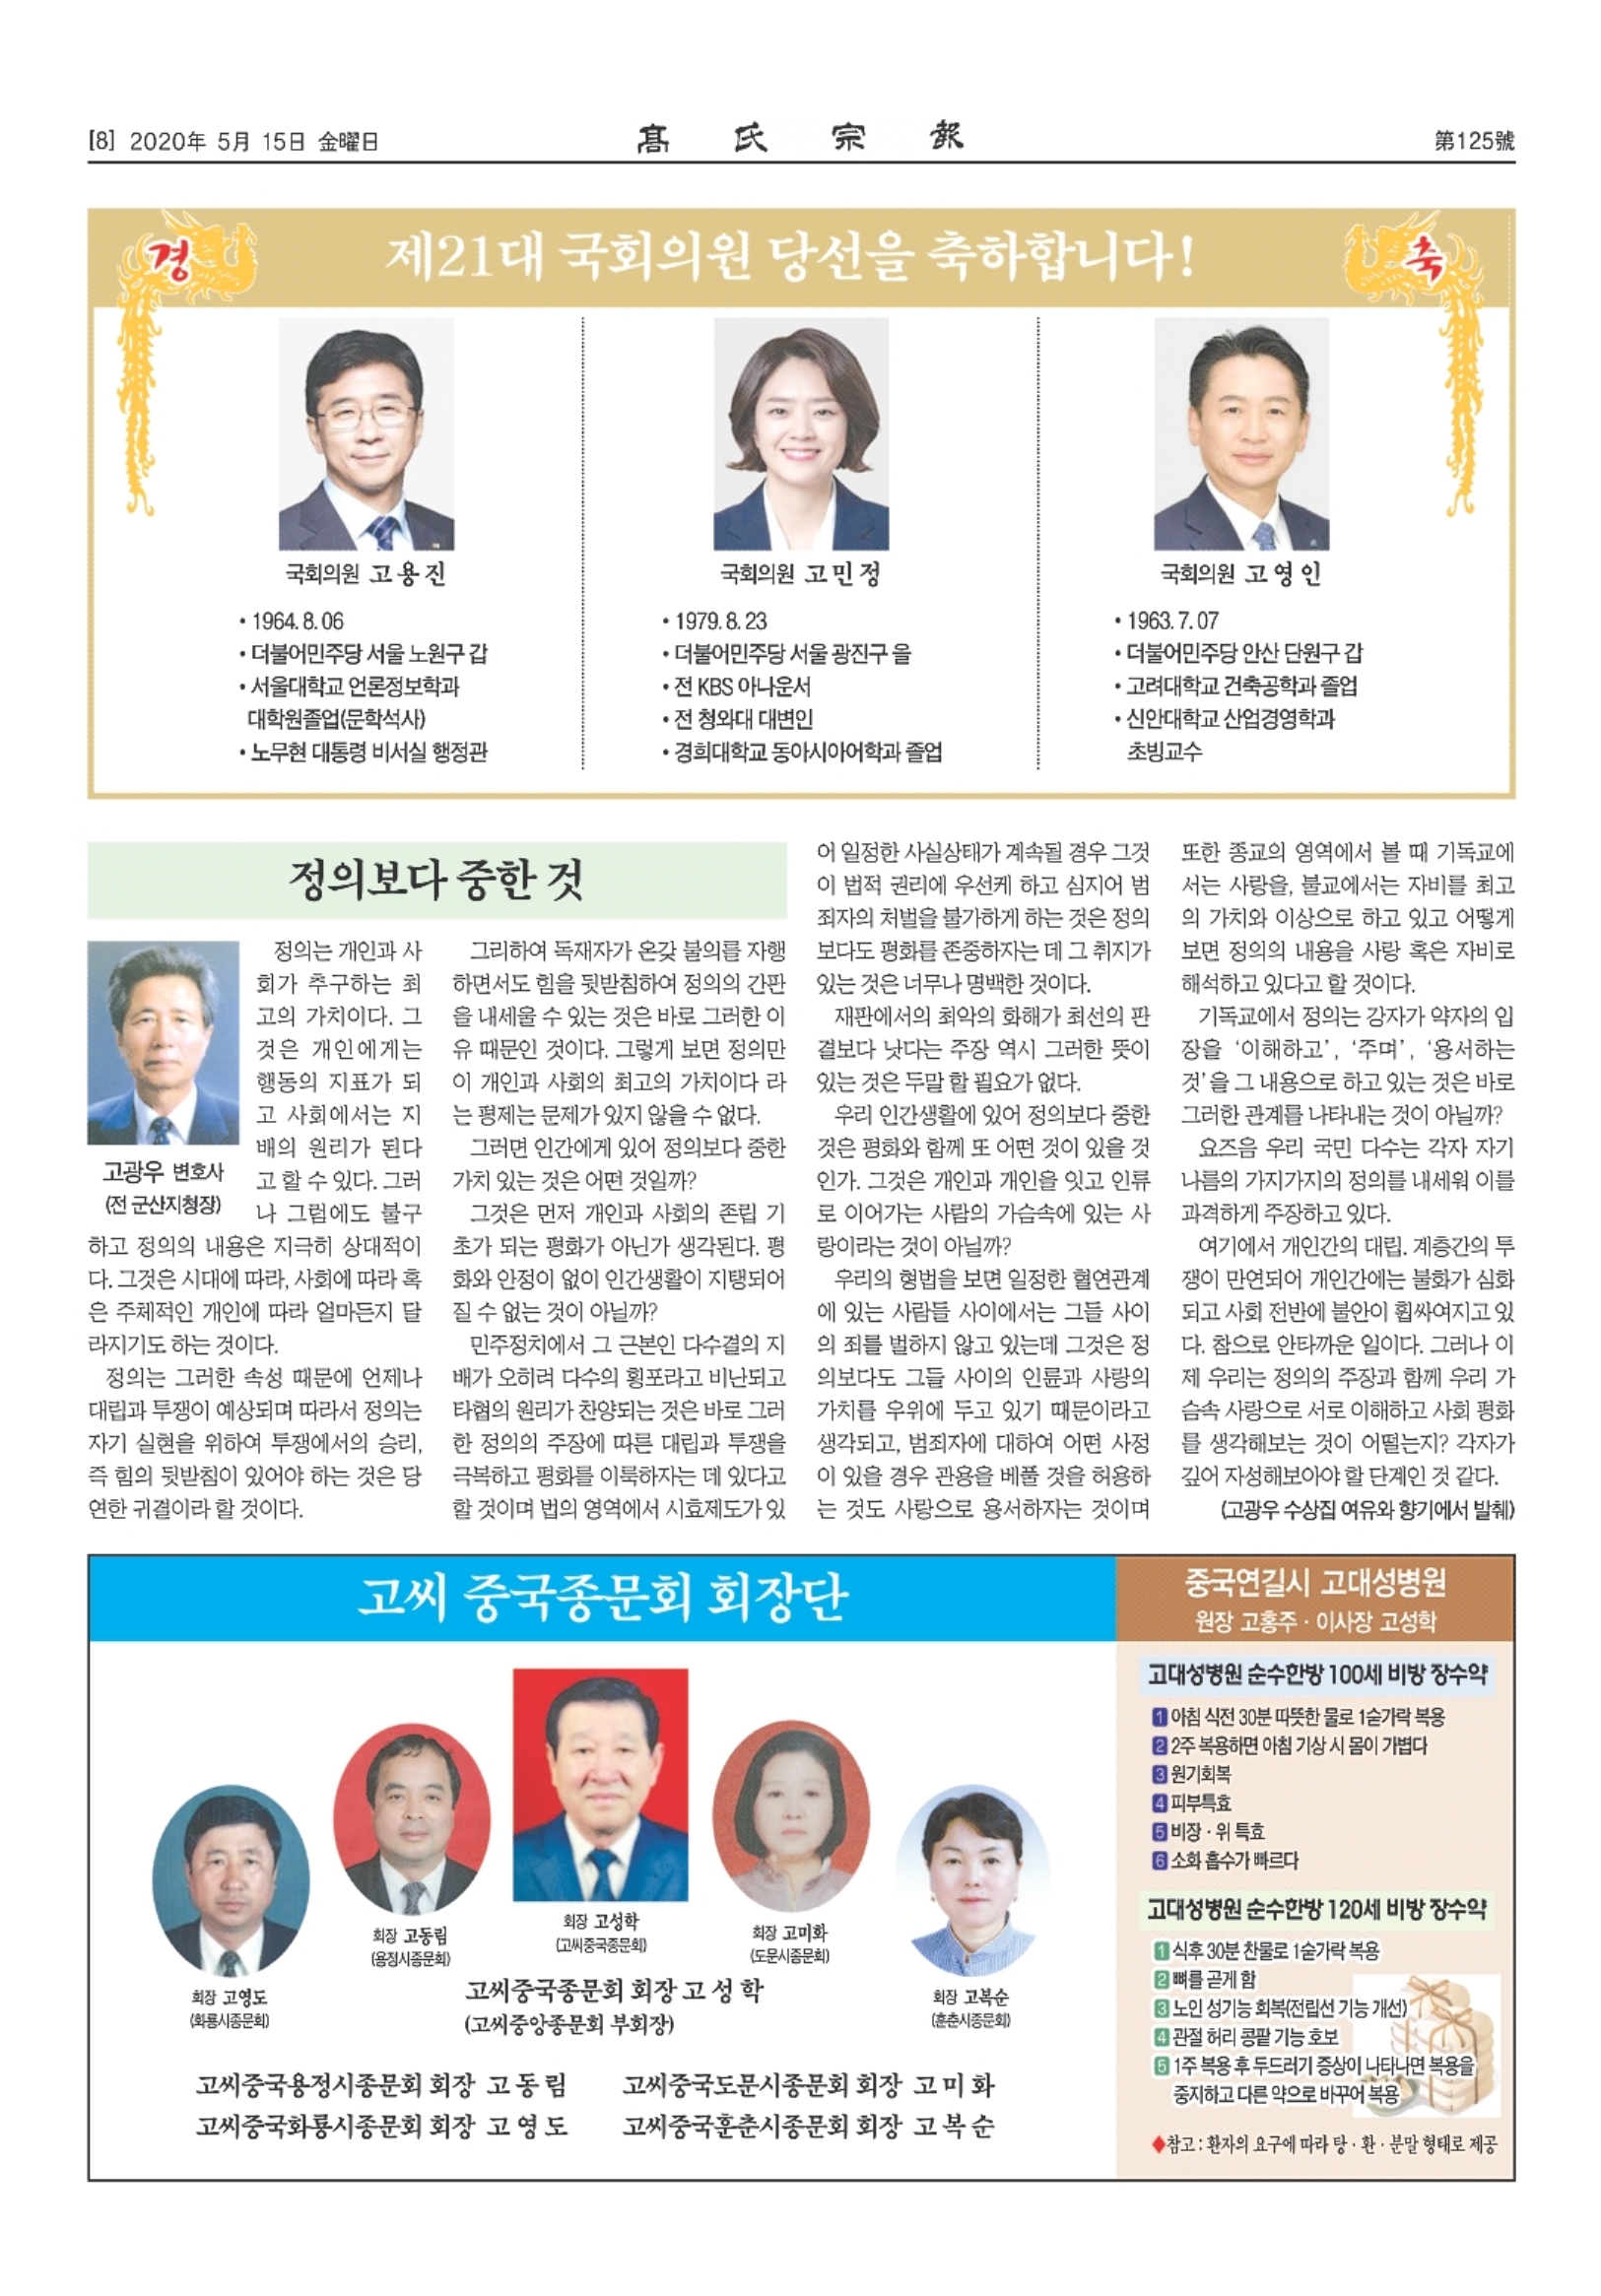 [8] 2020年 5月 15日 金曜日
高氏宗報
第125號
경
제21대 국회의원 당선을 축하합니다!
축
국회의원 고용진
• 1964. 8. 06
• 더불어민주당 서울 노원구 갑
• 서울대학교 언론정보학과
대학원졸업(문학석사)
• 노무현 대통령 비서실 행정관
국회의원 고민정
• 1979. 8. 23
• 더불어민주당 서울 광진구 을
• 전 KBS 아나운서
• 전 청와대 대변인
• 경희대학교 동아시아어학과 졸업
국회의원 고영인
• 1963. 7. 07
• 더불어민주당 안산 단원구 갑
• 고려대학교 건축공학과 졸업
• 신안대학교 산업경영학과
초빙교수
정의보다 중한 것
고광우 변호사
(전 군산지청장)
정의는 개인과 사
회가 추구하는 최
고의 가치이다. 그
것은 개인에게는
행동의 지표가 되
고 사회에서는 지
배의 원리가 된다
고 할 수 있다. 그러
나 그럼에도 불구
하고 정의의 내용은 지극히 상대적이
다. 그것은 시대에 따라, 사회에 따라 혹
은 주체적인 개인에 따라 얼마든지 달
라지기도 하는 것이다.
정의는 그러한 속성 때문에 언제나
대립과 투쟁이 예상되며 따라서 정의는
자기 실현을 위하여 투쟁에서의 승리,
즉 힘의 뒷받침이 있어야 하는 것은 당
연한 귀결이라 할 것이다.
그리하여 독재자가 온갖 불의를 자행
하면서도 힘을 뒷받침하여 정의의 간판
을 내세울 수 있는 것은 바로 그러한 이
유 때문인 것이다. 그렇게 보면 정의만
이 개인과 사회의 최고의 가치이다 라
는 평제는 문제가 있지 않을 수 없다.
그러면 인간에게 있어 정의보다 중한
가치 있는 것은 어떤 것일까?
그것은 먼저 개인과 사회의 존립 기
초가 되는 평화가 아닌가 생각된다. 평
화와 안정이 없이 인간생활이 지탱되어
질 수 없는 것이 아닐까?
민주정치에서 그 근본인 다수결의 지
배가 오히려 다수의 횡포라고 비난되고
타협의 원리가 찬양되는 것은 바로 그러
한 정의의 주장에 따른 대립과 투쟁을
극복하고 평화를 이룩하자는 데 있다고
할 것이며 법의 영역에서 시효제도가 있
어 일정한 사실상태가 계속될 경우 그것
이 법적 권리에 우선케 하고 심지어 범
죄자의 처벌을 불가하게 하는 것은 정의
보다도 평화를 존중하자는 데 그 취지가
있는 것은 너무나 명백한 것이다.
재판에서의 최악의 화해가 최선의 판
결보다 낫다는 주장 역시 그러한 뜻이
있는 것은 두말 할 필요가 없다.
우리 인간생활에 있어 정의보다 중한
것은 평화와 함께 또 어떤 것이 있을 것
인가. 그것은 개인과 개인을 잇고 인류
로 이어가는 사람의 가슴속에 있는 사
랑이라는 것이 아닐까?
우리의 형법을 보면 일정한 혈연관계
에 있는 사람들 사이에서는 그들 사이
의 죄를 벌하지 않고 있는데 그것은 정
의보다도 그들 사이의 인륜과 사랑의
가치를 우위에 두고 있기 때문이라고
생각되고, 범죄자에 대하여 어떤 사정
이 있을 경우 관용을 베풀 것을 허용하
는 것도 사랑으로 용서하자는 것이며
또한 종교의 영역에서 볼 때 기독교에
서는 사랑을, 불교에서는 자비를 최고
의 가치와 이상으로 하고 있고 어떻게
보면 정의의 내용을 사랑 혹은 자비로
해석하고 있다고 할 것이다.
기독교에서 정의는 강자가 약자의 입
장을 ‘이해하고’, ‘주며’, ‘용서하는
것’을 그 내용으로 하고 있는 것은 바로
그러한 관계를 나타내는 것이 아닐까?
요즈음 우리 국민 다수는 각자 자기
나름의 가지가지의 정의를 내세워 이를
과격하게 주장하고 있다.
여기에서 개인간의 대립. 계층간의 투
쟁이 만연되어 개인간에는 불화가 심화
되고 사회 전반에 불안이 휩싸여지고 있
다. 참으로 안타까운 일이다. 그러나 이
제 우리는 정의의 주장과 함께 우리 가
슴속 사랑으로 서로 이해하고 사회 평화
를 생각해보는 것이 어떨는지? 각자가
깊어 자성해보아야 할 단계인 것 같다.
(고광우 수상집 여유와 향기에서 발췌)
고씨 중국종문회 회장단
회장 고영도
(화룡시종문회)
회장 고동림
(용정시종문회)
회장 고성학
(고씨중국종문회)
회장 고미화
(도문시종문회)
회장 고복순
(훈춘시종문회)
고씨중국종문회 회장 고 성 학
(고씨중앙종문회 부회장)
고씨중국용정시종문회 회장 고 동 림
고씨중국도문시종문회 회장 고 미 화
고씨중국화룡시종문회 회장 고 영 도
고씨중국훈춘시종문회 회장 고 복 순
중국연길시 고대성병원
원장 고홍주 · 이사장 고성학
고대성병원 순수한방 100세 비방 장수약
1 아침 식전 30분 따뜻한 물로 1숟가락 복용
2 2주 복용하면 아침 기상 시 몸이 가볍다
3 원기회복
4 피부특효
5 비장 · 위 특효
6 소화 흡수가 빠르다
고대성병원 순수한방 120세 비방 장수약
1 식후 30분 찬물로 1숟가락 복용
2 뼈를 곧게 함
3 노인 성기능 회복(전립선 기능 개선)
4 관절 허리 콩팥 기능 호보
5 1주 복용 후 두드러기 증상이 나타나면 복용을
중지하고 다른 약으로 바꾸어 복용
♦참고 : 환자의 요구에 따라 탕 · 환 · 분말 형태로 제공